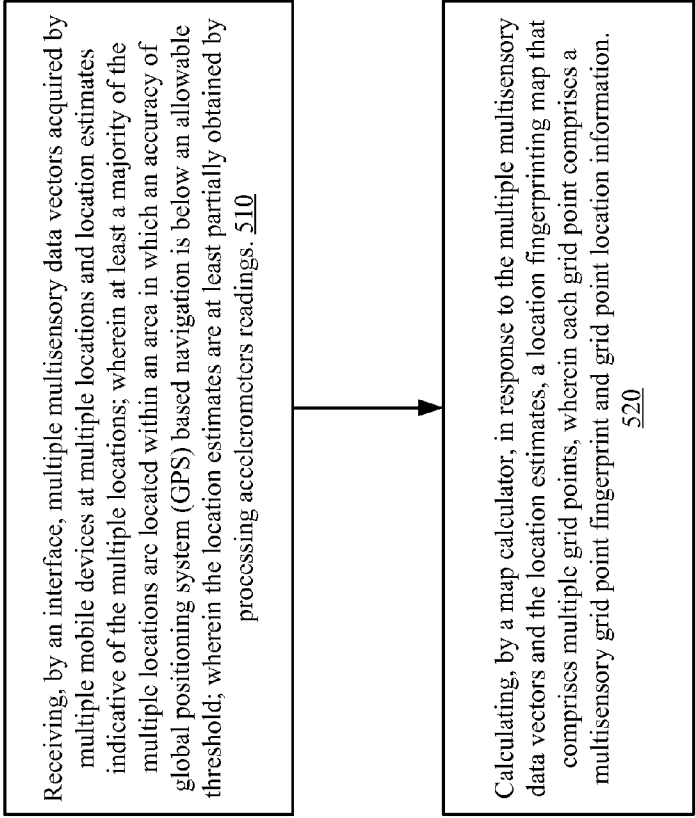 Receiving, by an interface, multiple multisensory data vectors acquired by
multiple mobile devices at multiple locations and location estimates
indicative of the multiple locations; wherein at least a majority of the
multiple locations are located within an area in which an accuracy of
global positioning system (GPS) based navigation is below an allowable
threshold; wherein the location estimates are at least partially obtained by
processing accelerometers readings. 510
Calculating, by a map calculator, in response to the multiple multisensory
data vectors and the location estimates, a location fingerprinting map that
comprises multiple grid points, wherein each grid point comprises a
multisensory grid point fingerprint and grid point location information.
520